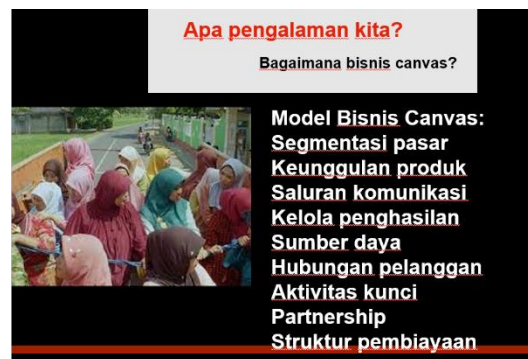 Apa pengalaman kita?
Bagaimana bisnis canvas?
Model Bisnis Canvas:
Segmentasi pasar
Keunggulan produk
Saluran komunikasi
Kelola penghasilan
Sumber daya
Hubungan pelanggan
Aktivitas kunci
Partnership
Struktur pembiayaan